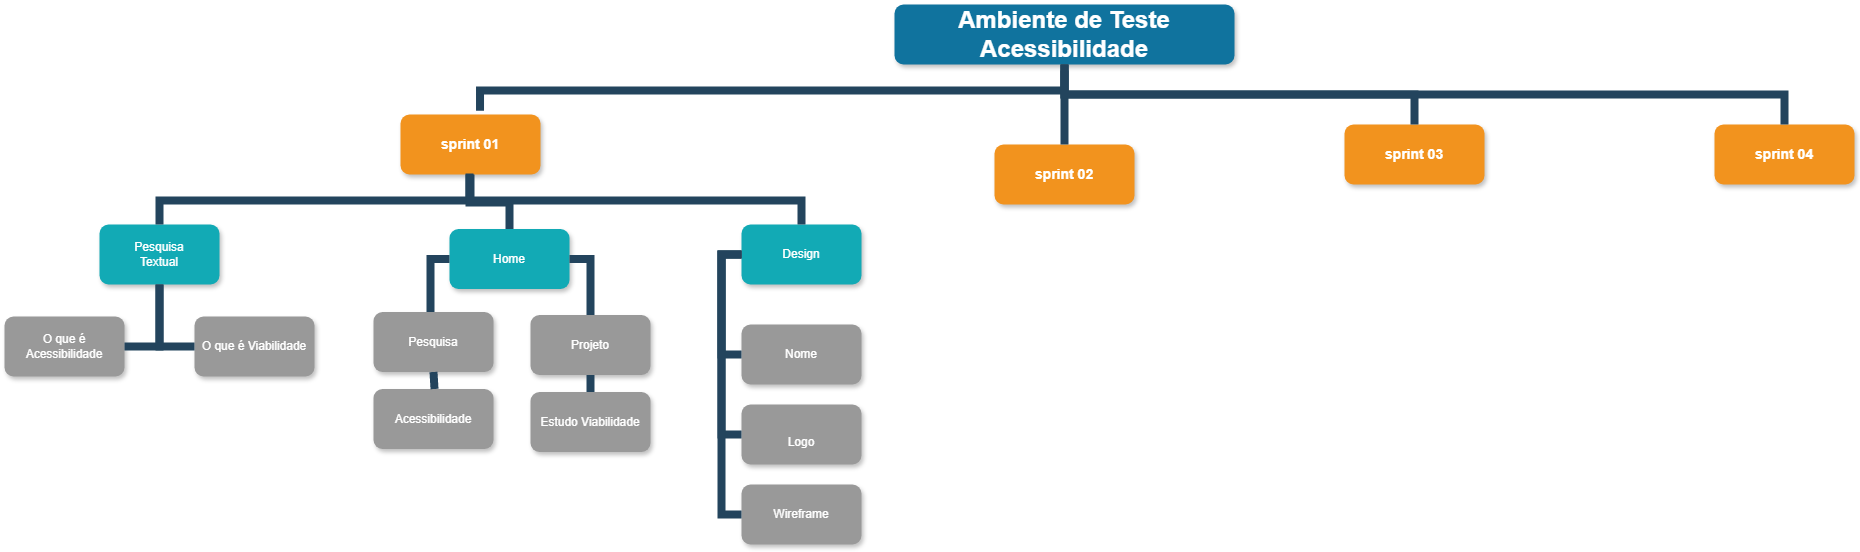 Ambiente de Teste
Acessibilidade
sprint 01
sprint 02
sprint 03
sprint 04
Pesquisa
Textual
Home
Design
O que é
Acessibilidade
O que é Viabilidade
Pesquisa
Projeto
Nome
Acessibilidade
Estudo Viabilidade
Logo
Wireframe